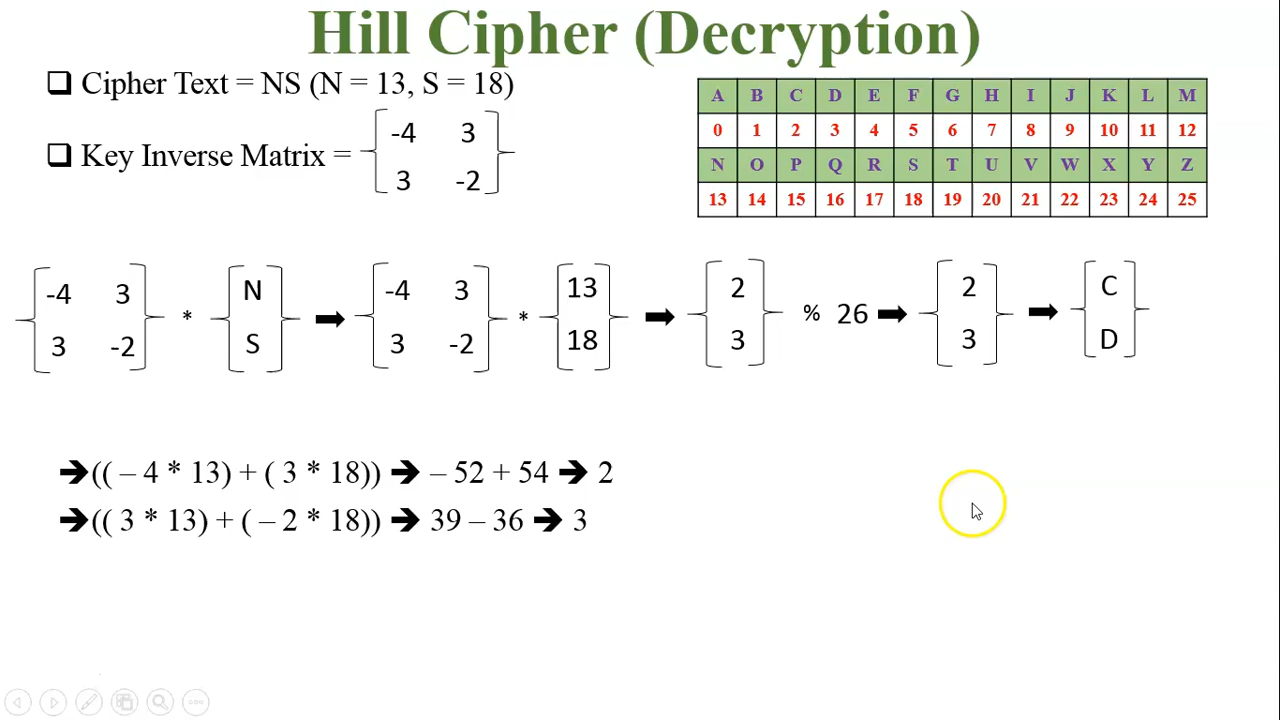 Hill Cipher (Decryption)
❑ Cipher Text = NS (N = 13, S = 18)
❑ Key Inverse Matrix =
-4 3
3 -2
A B C D E F G H I J K L M
0 1 2 3 4 5 6 7 8 9 10 11 12
N O P Q R S T U V W X Y Z
13 14 15 16 17 18 19 20 21 22 23 24 25
-4 3 N -4 3 13 2 2 C
* ➡ * ➡ % 26 ➡ ➡
3 -2 S 3 -2 18 3 3 D
➔(( – 4 * 13) + ( 3 * 18)) ➔ – 52 + 54 ➔ 2
➔(( 3 * 13) + ( – 2 * 18)) ➔ 39 – 36 ➔ 3